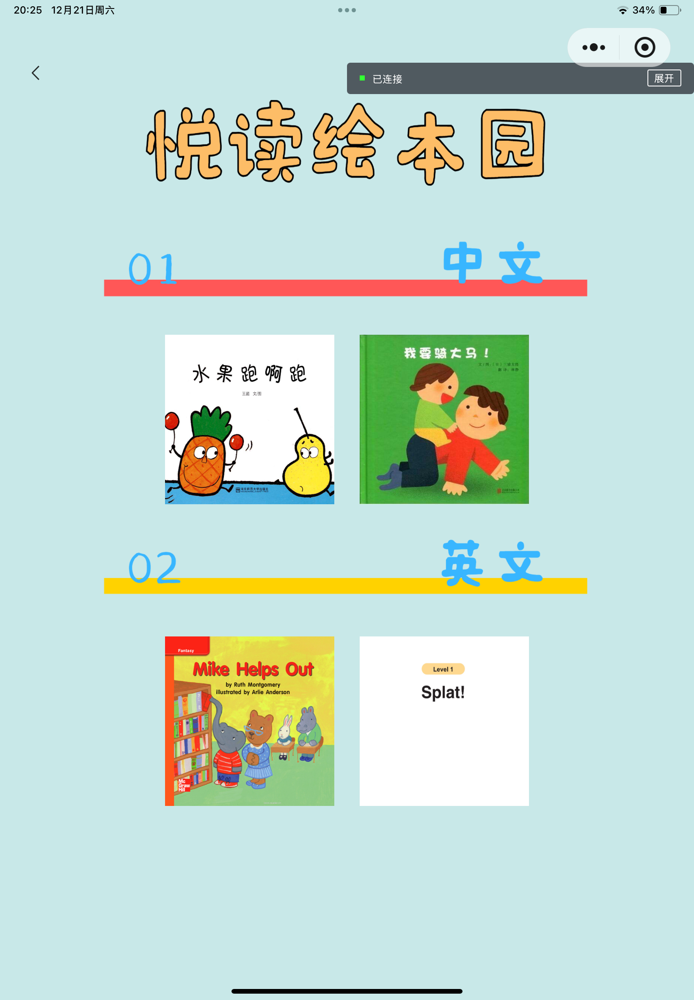 20:25 12月21日周六
34%
已连接
展开
悦读绘本园
01 中文
水果跑啊跑
王超 文/图
南京师范大学出版社
我要骑大马!
文/图:〔日〕三浦太郎
翻译:林静
02 英文
Fantasy
Mike Helps Out
by Ruth Montgomery
illustrated by Arlie Anderson
Mc
Graw
Hill
Level 1
Splat!